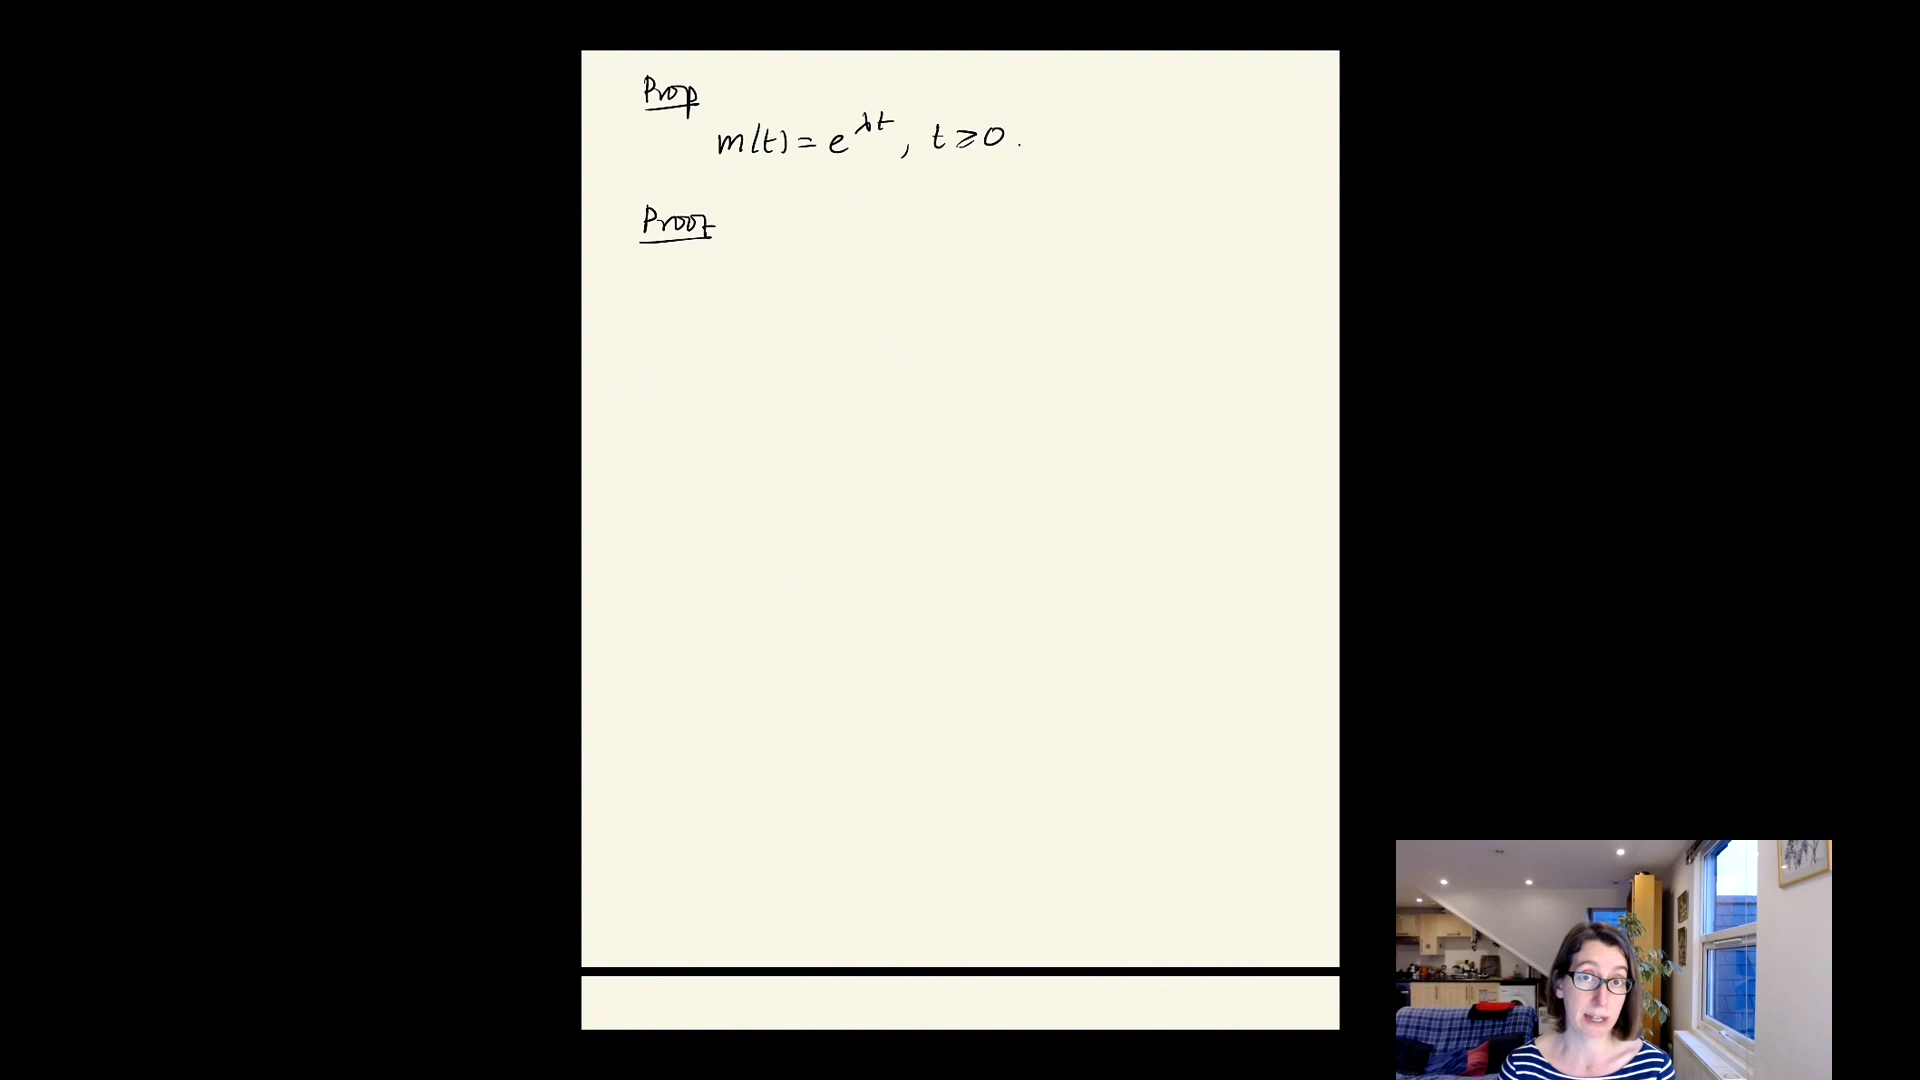 Prop
m(t) = e^{λt}, t ⩾ 0.
Proof